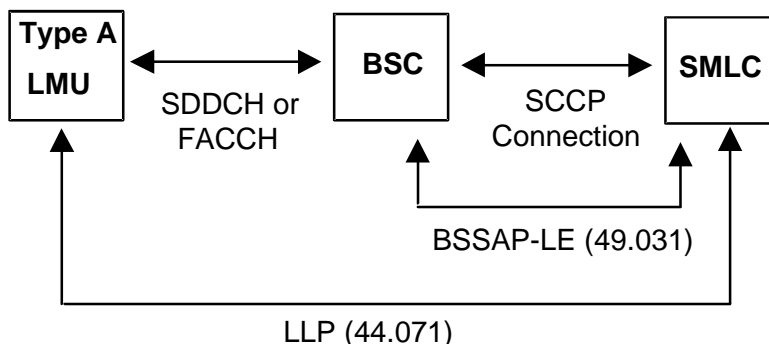 Type A
LMU
BSC
SMLC
SDDCH or
FACCH
SCCP
Connection
BSSAP-LE (49.031)
LLP (44.071)